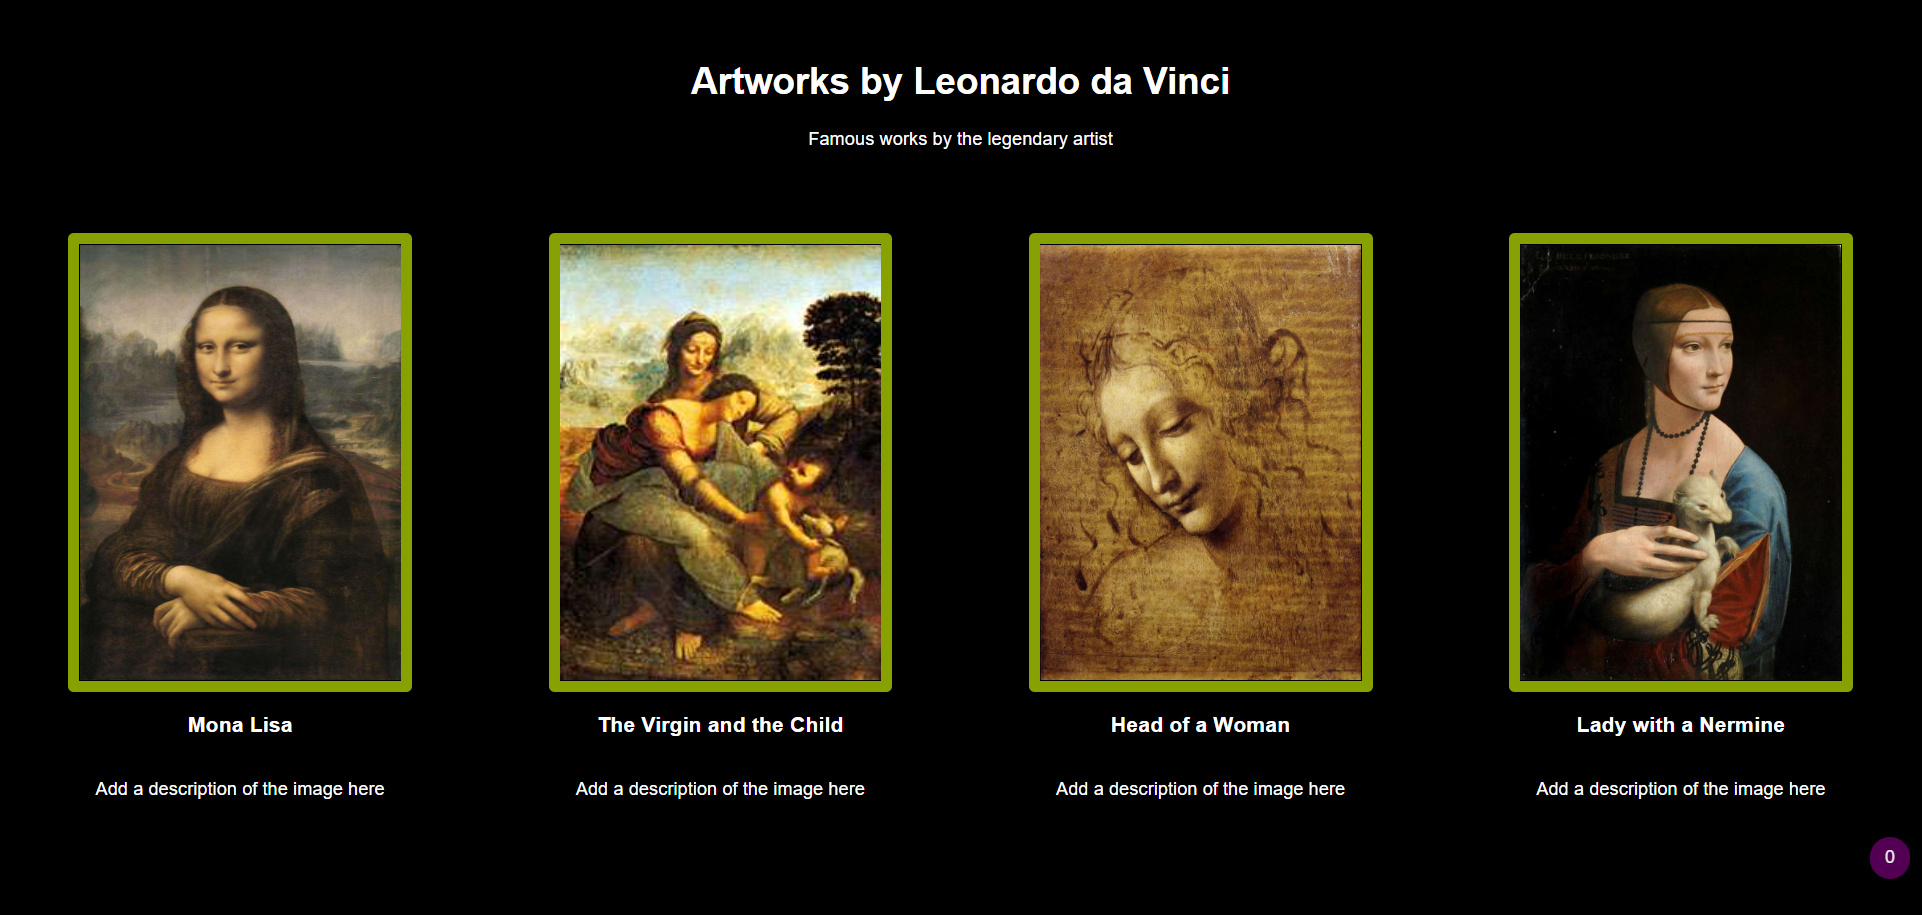 Artworks by Leonardo da Vinci
Famous works by the legendary artist
Mona Lisa
The Virgin and the Child
Head of a Woman
Lady with a Nermine
Add a description of the image here
Add a description of the image here
Add a description of the image here
Add a description of the image here
0